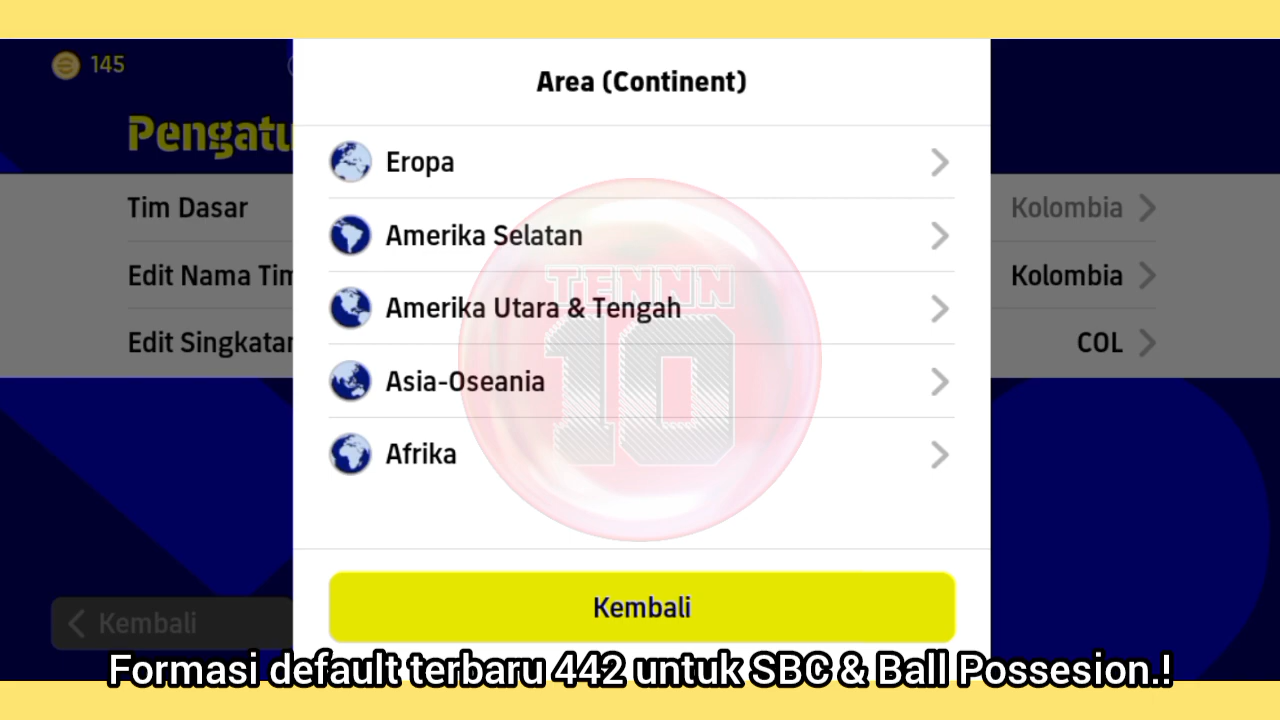 145
Area (Continent)
Pengatu
Eropa
Tim Dasar
Kolombia
Amerika Selatan
Edit Nama Tim
Kolombia
TENNN
10
Amerika Utara & Tengah
Edit Singkatan
COL
Asia-Oseania
Afrika
Kembali
Kembali
Formasi default terbaru 442 untuk SBC & Ball Possesion.!